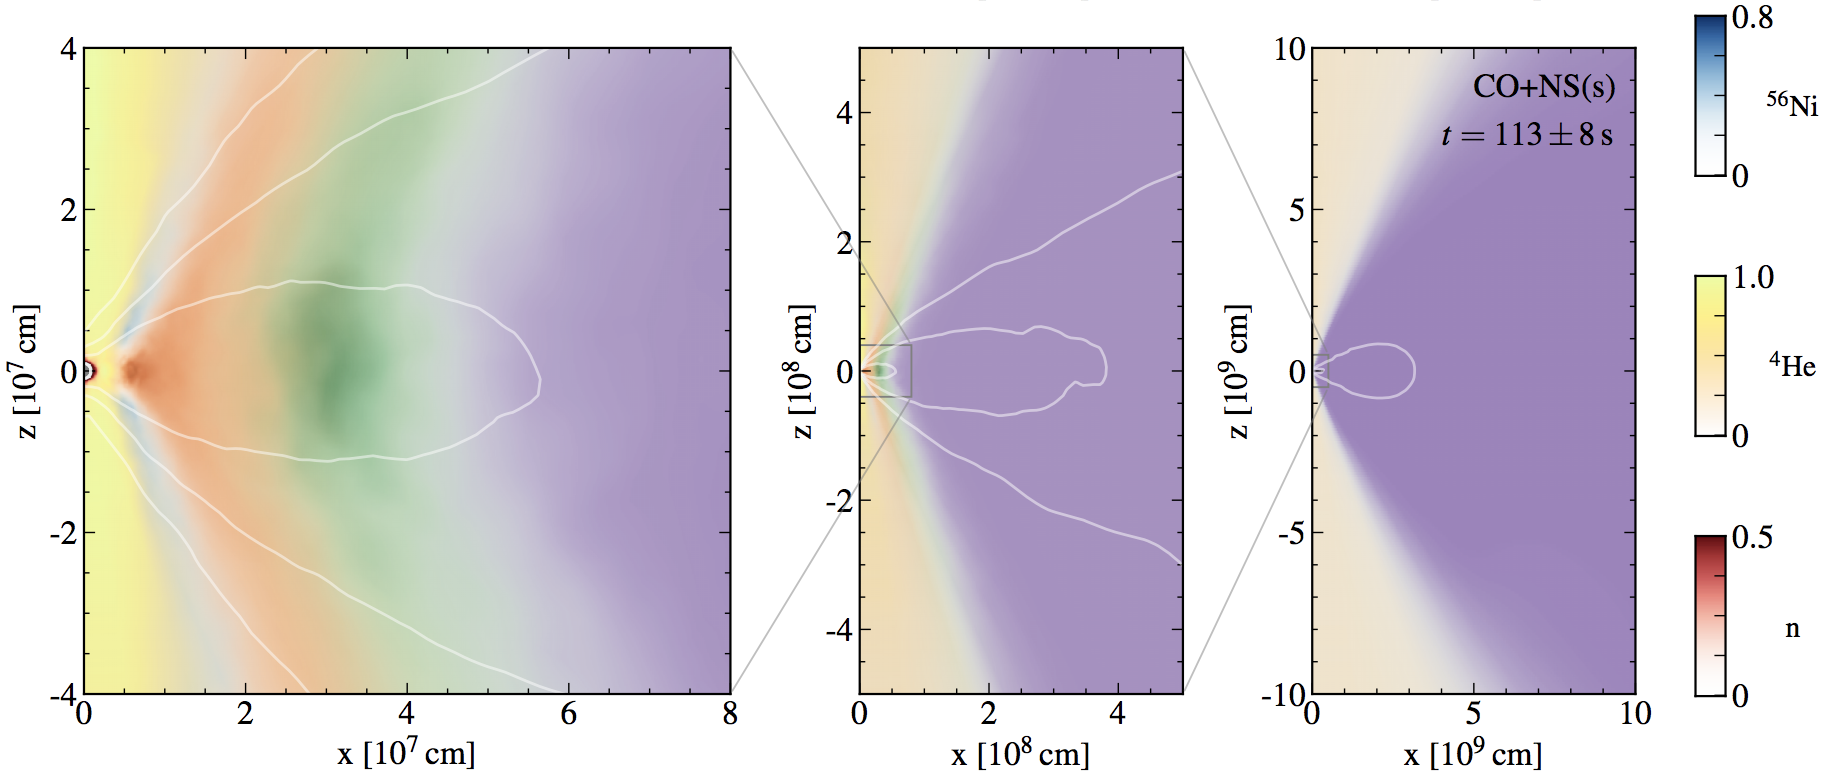 4
2
0
-2
-4
0 2 4 6 8
x [10^7 cm]
z [10^7 cm]
4
2
0
-2
-4
0 2 4
x [10^8 cm]
z [10^8 cm]
10
5
0
-5
-10
0 5 10
x [10^9 cm]
z [10^9 cm]
CO+NS(s)
t = 113 ± 8 s
0.8
^56Ni
0
1.0
^4He
0
0.5
n
0